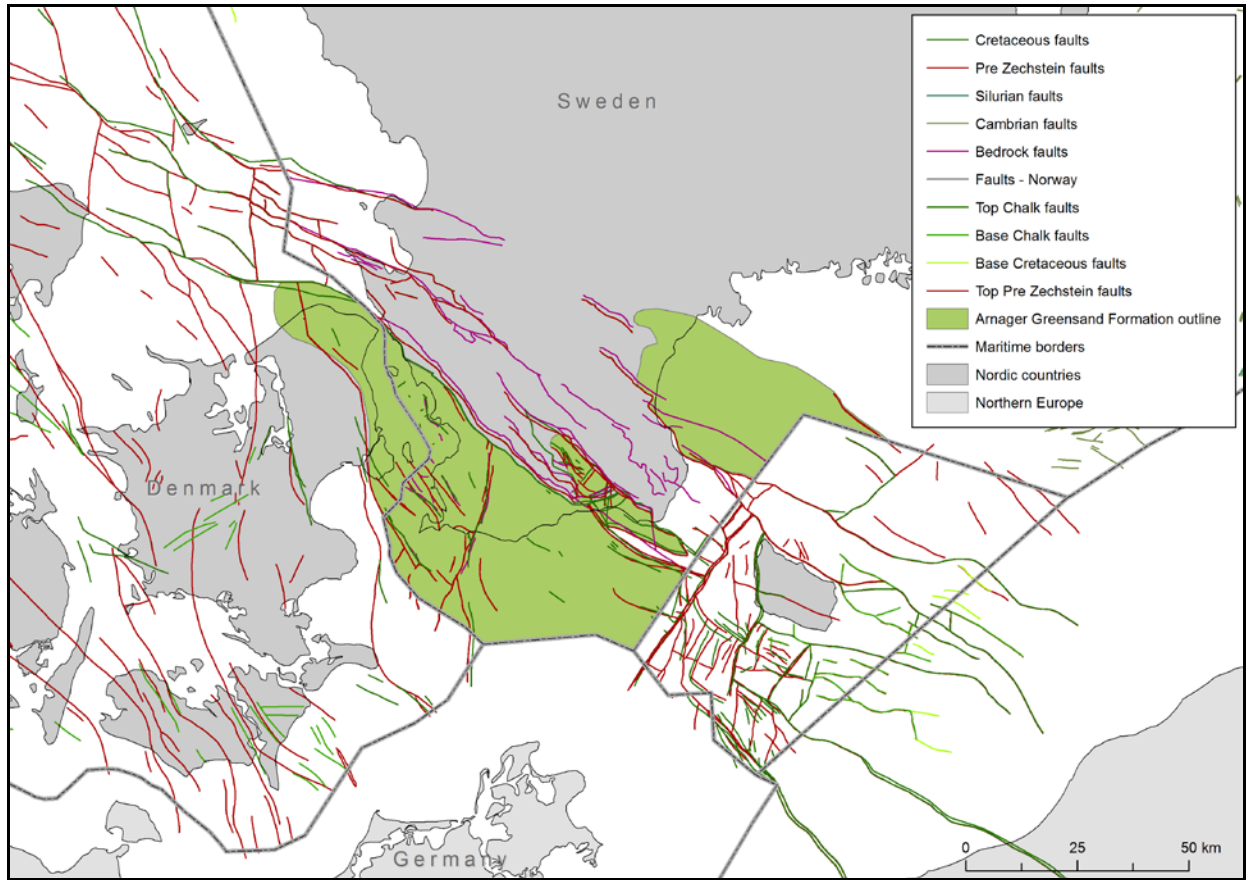 Sweden
Denmark
Germany
Cretaceous faults
Pre Zechstein faults
Silurian faults
Cambrian faults
Bedrock faults
Faults - Norway
Top Chalk faults
Base Chalk faults
Base Cretaceous faults
Top Pre Zechstein faults
Arnager Greensand Formation outline
Maritime borders
Nordic countries
Northern Europe
0 25 50 km